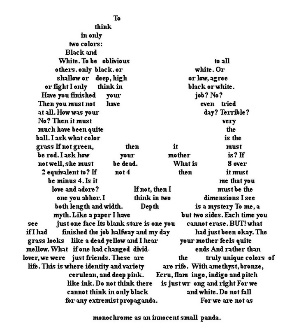 To
think
in only
two colors:
Black and
White. To be oblivious to all
others. only black. or white. Or
shallow or deep, high or low, agree
or fight I only think in black or white.
Have you finished your job? No?
Then you must not have even tried
at all. How was your day? Terrible?
No? Then it must very
much have been quite the
ball. I ask what color is the
grass if not green, then it must
be red. I ask how your mother is? If
not well, she must be dead. What is 8 over
2 equivalent to? If not 4 then it must
be minus 4. Is it me that you
love and adore? If not, then I must be the
one you abhor. I think in two dimensions I see
both length and width. Depth is a mystery To me, a
myth. Like a paper I have but two sides. Each time you
see just one face its blank stare is one you cannot erase. BUT! what
if I had finished the job halfway and my day had just been okay. The
grass looks like a dead yellow and I hear your mother feels quite
mellow. What if one had changed divid- ends And rather than
lover, we were just friends. These are the truly unique colors of
life. This is where identity and variety are rife. With amethyst, bronze,
cerulean, and deep pink. Ecru, flam ingo, indigo and pitch
like ink. Do not think there is just wr ong and right For we
cannot think in only black and white. Do not fall
for any extremist propaganda. For we are not as
monochrome as an innocent small panda.